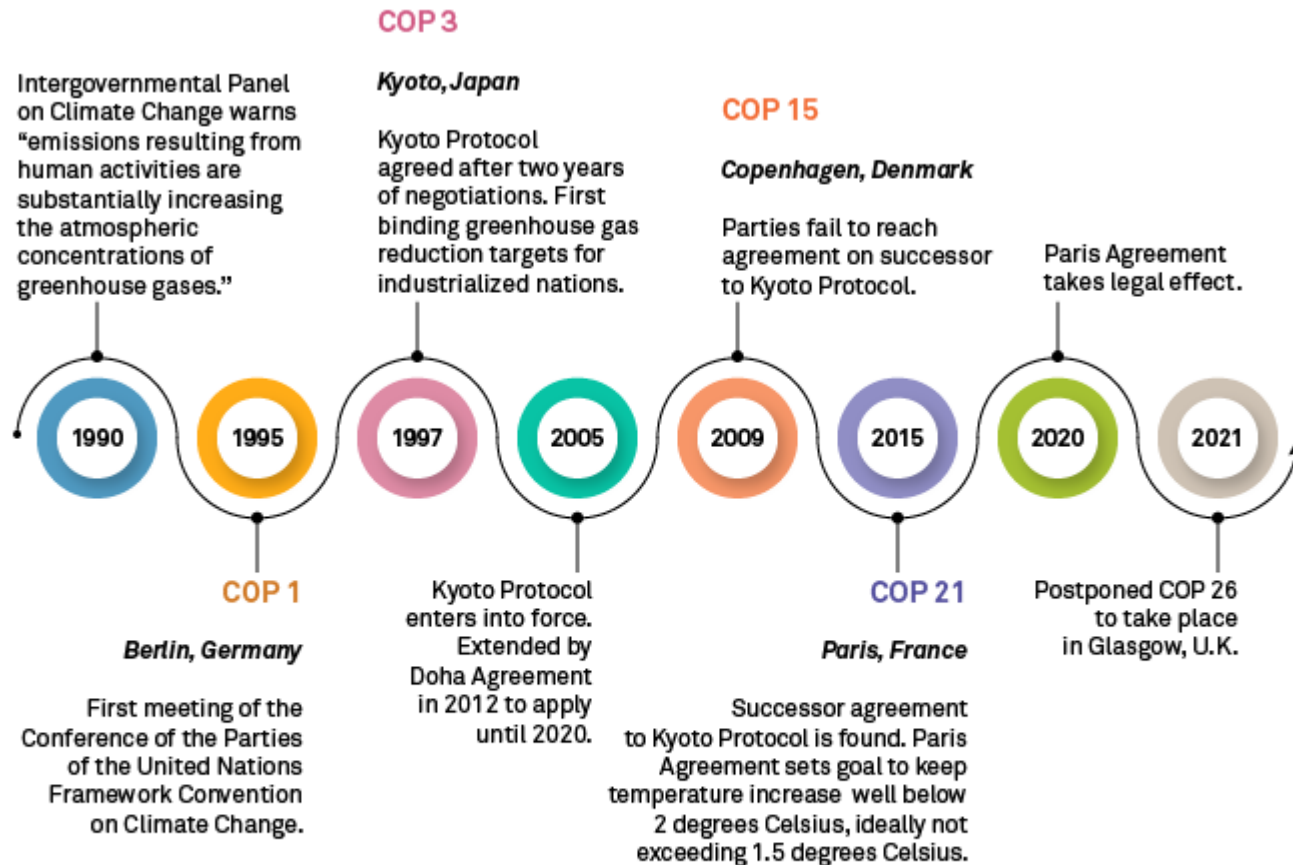 Intergovernmental Panel
on Climate Change warns
“emissions resulting from
human activities are
substantially increasing
the atmospheric
concentrations of
greenhouse gases.”
1990
1995
COP 1
Berlin, Germany
First meeting of the
Conference of the Parties
of the United Nations
Framework Convention
on Climate Change.
COP 3
Kyoto, Japan
Kyoto Protocol
agreed after two years
of negotiations. First
binding greenhouse gas
reduction targets for
industrialized nations.
1997
2005
Kyoto Protocol
enters into force.
Extended by
Doha Agreement
in 2012 to apply
until 2020.
COP 15
Copenhagen, Denmark
Parties fail to reach
agreement on successor
to Kyoto Protocol.
2009
2015
COP 21
Paris, France
Successor agreement
to Kyoto Protocol is found. Paris
Agreement sets goal to keep
temperature increase well below
2 degrees Celsius, ideally not
exceeding 1.5 degrees Celsius.
Paris Agreement
takes legal effect.
2020
2021
Postponed COP 26
to take place
in Glasgow, U.K.